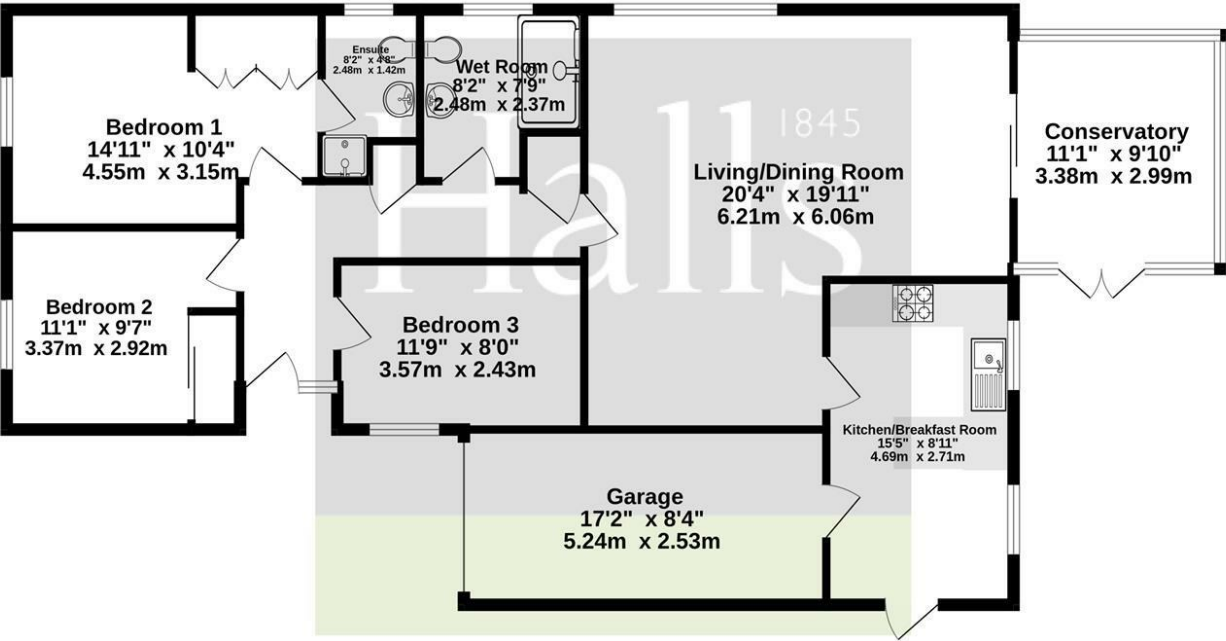 Ensuite
8'2" x 4'8"
2.48m x 1.42m
Wet Room
8'2" x 7'9"
2.48m x 2.37m
Bedroom 1
14'11" x 10'4"
4.55m x 3.15m
1845
Halls
Living/Dining Room
20'4" x 19'11"
6.21m x 6.06m
Conservatory
11'1" x 9'10"
3.38m x 2.99m
Bedroom 2
11'1" x 9'7"
3.37m x 2.92m
Bedroom 3
11'9" x 8'0"
3.57m x 2.43m
Kitchen/Breakfast Room
15'5" x 8'11"
4.69m x 2.71m
Garage
17'2" x 8'4"
5.24m x 2.53m